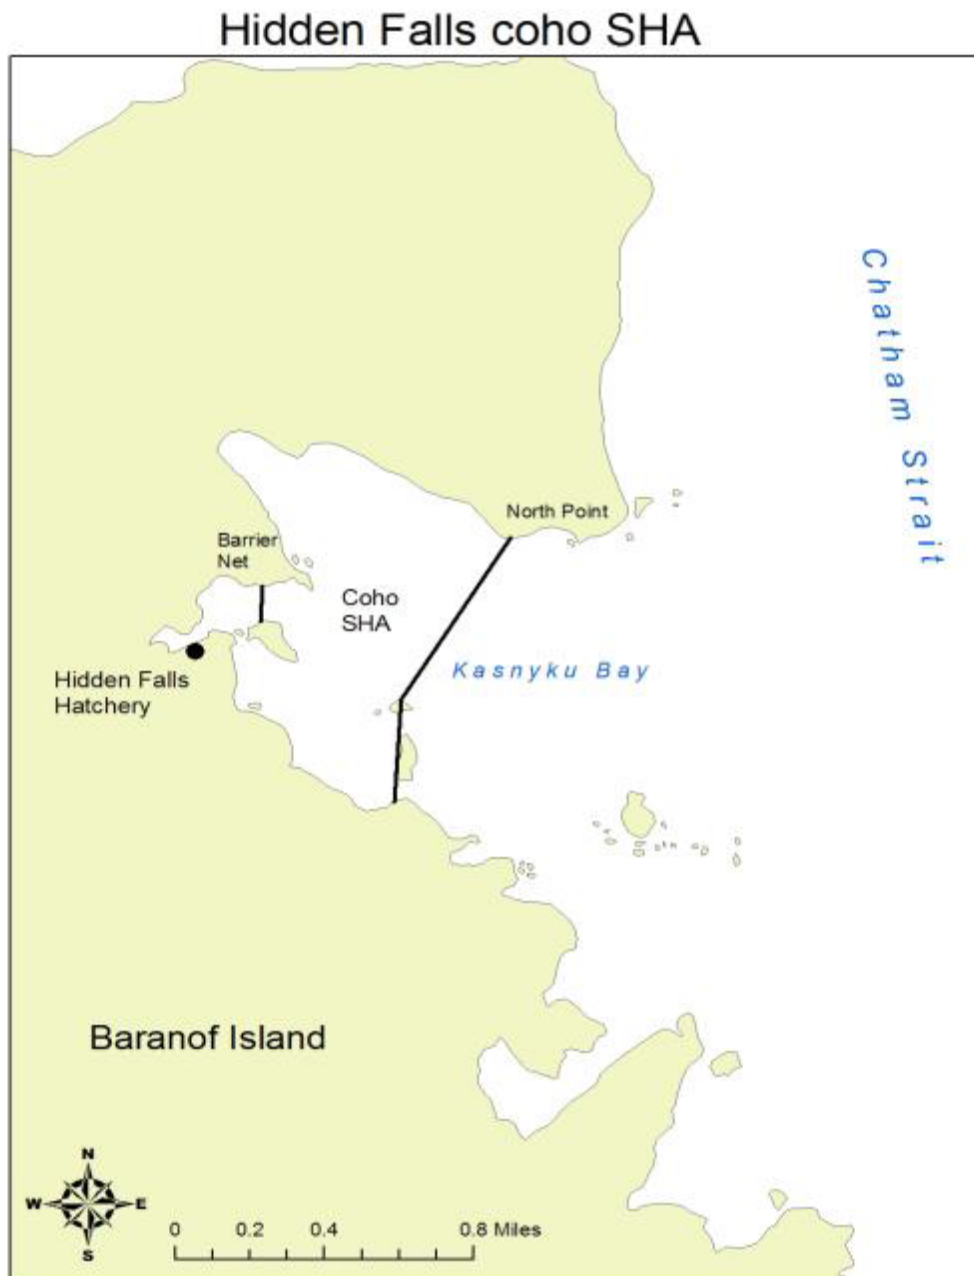 Hidden Falls coho SHA
Chatham Strait
North Point
Barrier
Net
Coho
SHA
Kasnyku Bay
Hidden Falls
Hatchery
Baranof Island
N
W
E
S
0 0.2 0.4 0.8 Miles